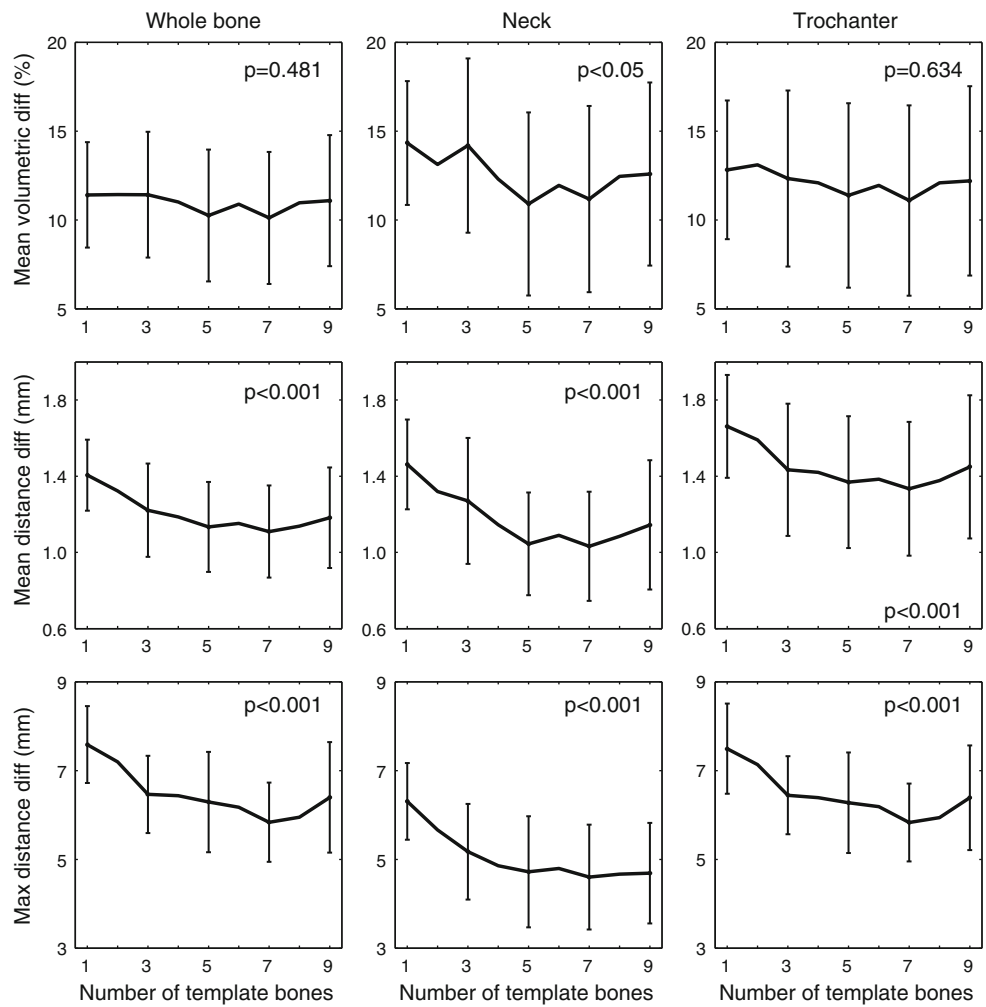 Whole bone
Neck
Trochanter
Mean volumetric diff (%)
20
15
10
5
p=0.481
1 3 5 7 9
20
15
10
5
p<0.05
1 3 5 7 9
20
15
10
5
p=0.634
1 3 5 7 9
Mean distance diff (mm)
1.8
1.4
1.0
0.6
p<0.001
1 3 5 7 9
1.8
1.4
1.0
0.6
p<0.001
1 3 5 7 9
1.8
1.4
1.0
0.6
p<0.001
1 3 5 7 9
Max distance diff (mm)
9
7
5
3
p<0.001
1 3 5 7 9
Number of template bones
9
7
5
3
p<0.001
1 3 5 7 9
Number of template bones
9
7
5
3
p<0.001
1 3 5 7 9
Number of template bones